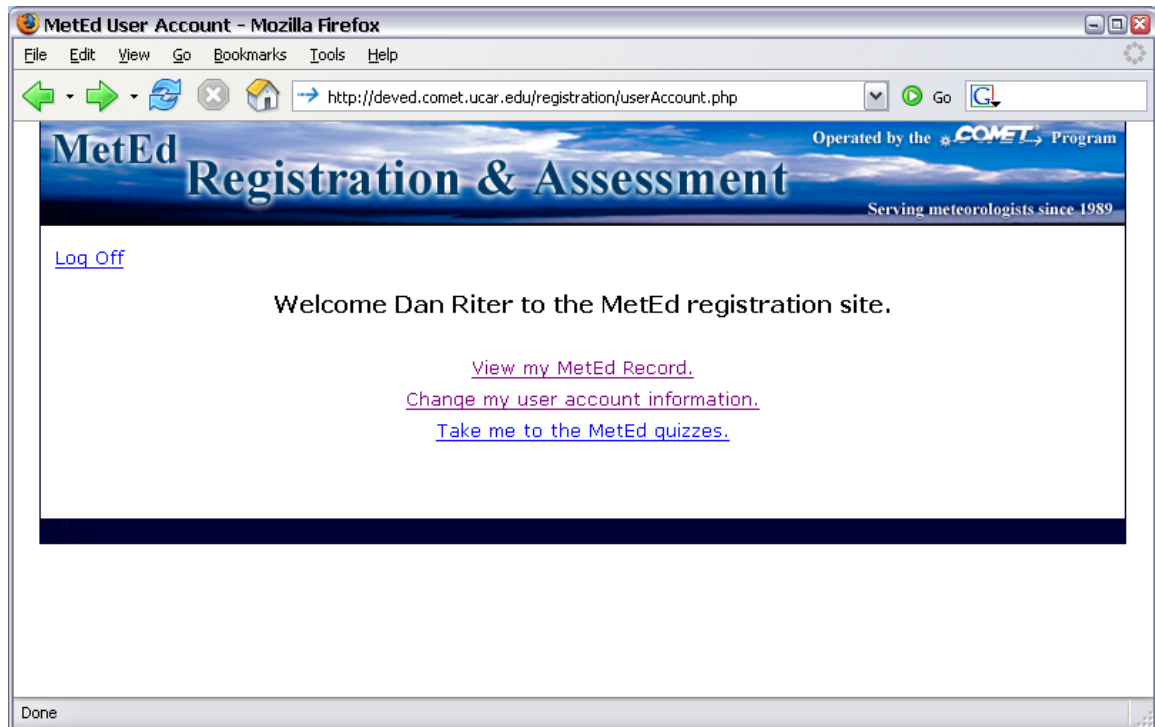 MetEd User Account - Mozilla Firefox
File Edit View Go Bookmarks Tools Help
http://deved.comet.ucar.edu/registration/userAccount.php Go G
MetEd Registration & Assessment
Operated by the COMET Program
Serving meteorologists since 1989
Log Off
Welcome Dan Riter to the MetEd registration site.
View my MetEd Record.
Change my user account information.
Take me to the MetEd quizzes.
Done